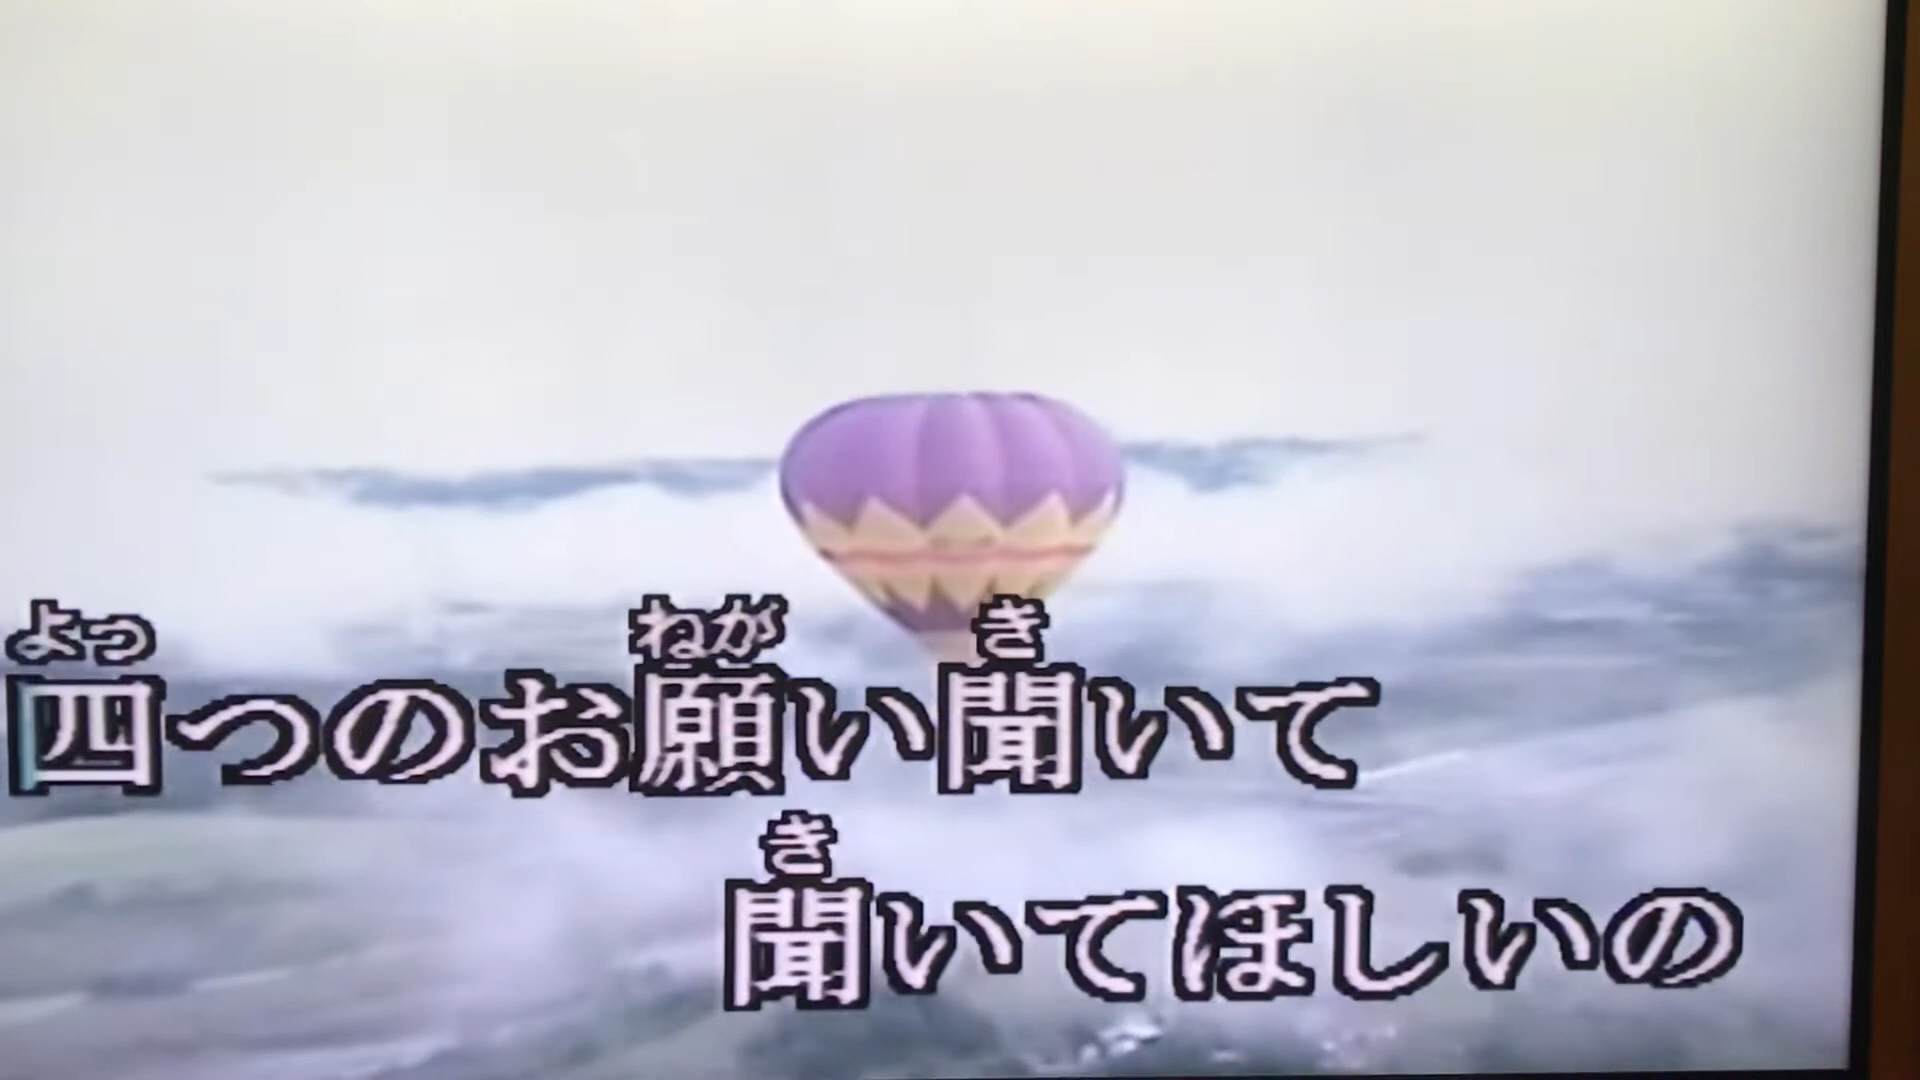 よっ ねが き
四つのお願い聞いて
き
聞いてほしいの